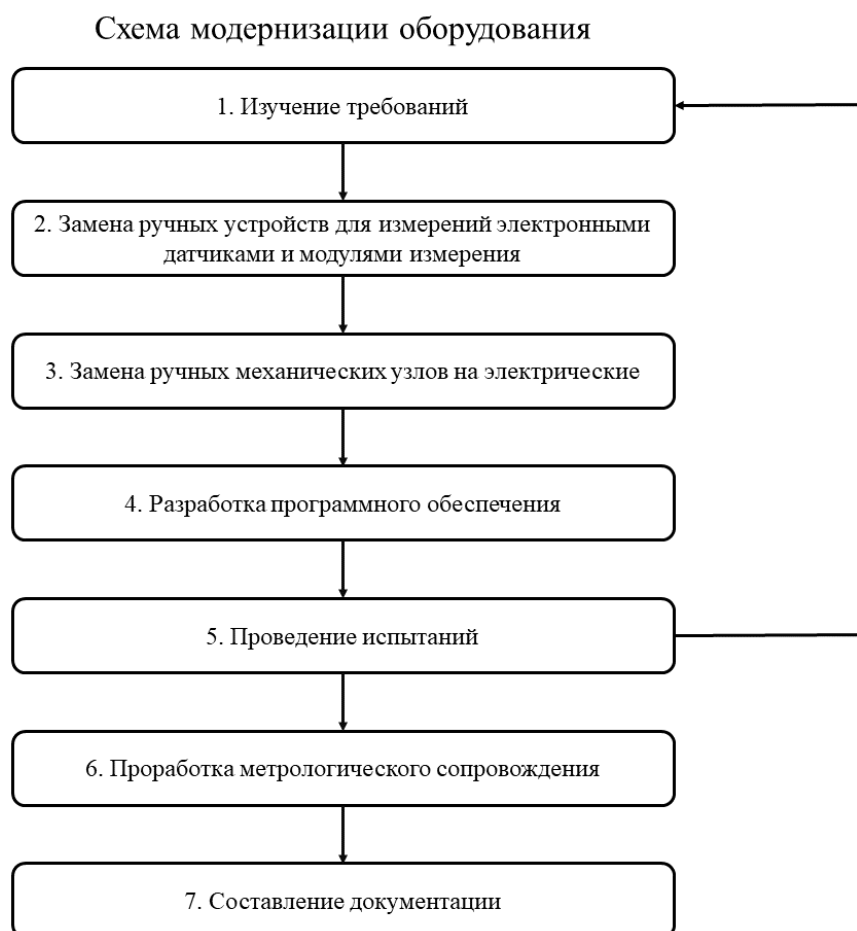 Схема модернизации оборудования
1. Изучение требований
2. Замена ручных устройств для измерений электронными
датчиками и модулями измерения
3. Замена ручных механических узлов на электрические
4. Разработка программного обеспечения
5. Проведение испытаний
6. Проработка метрологического сопровождения
7. Составление документации